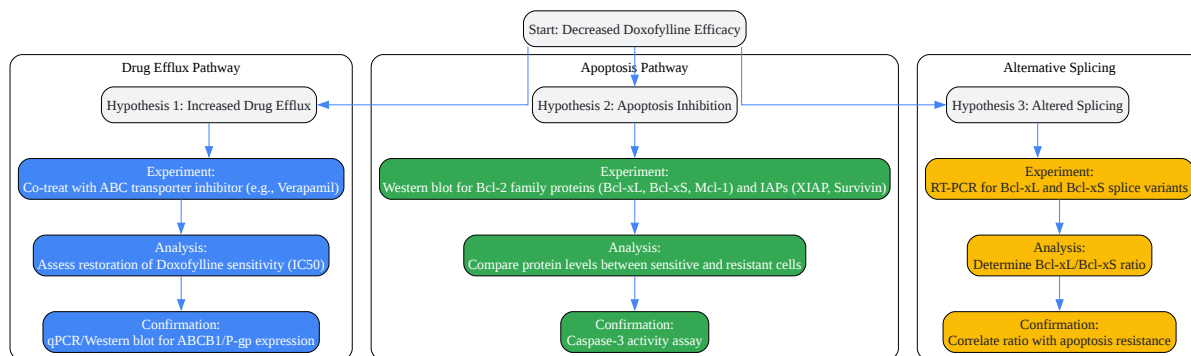 Start: Decreased Doxofylline Efficacy
Drug Efflux Pathway
Hypothesis 1: Increased Drug Efflux
Experiment:
Co-treat with ABC transporter inhibitor (e.g., Verapamil)
Analysis:
Assess restoration of Doxofylline sensitivity (IC50)
Confirmation:
qPCR/Western blot for ABCB1/P-gp expression
Apoptosis Pathway
Hypothesis 2: Apoptosis Inhibition
Experiment:
Western blot for Bcl-2 family proteins (Bcl-xL, Bcl-xS, Mcl-1) and IAPs (XIAP, Survivin)
Analysis:
Compare protein levels between sensitive and resistant cells
Confirmation:
Caspase-3 activity assay
Alternative Splicing
Hypothesis 3: Altered Splicing
Experiment:
RT-PCR for Bcl-xL and Bcl-xS splice variants
Analysis:
Determine Bcl-xL/Bcl-xS ratio
Confirmation:
Correlate ratio with apoptosis resistance